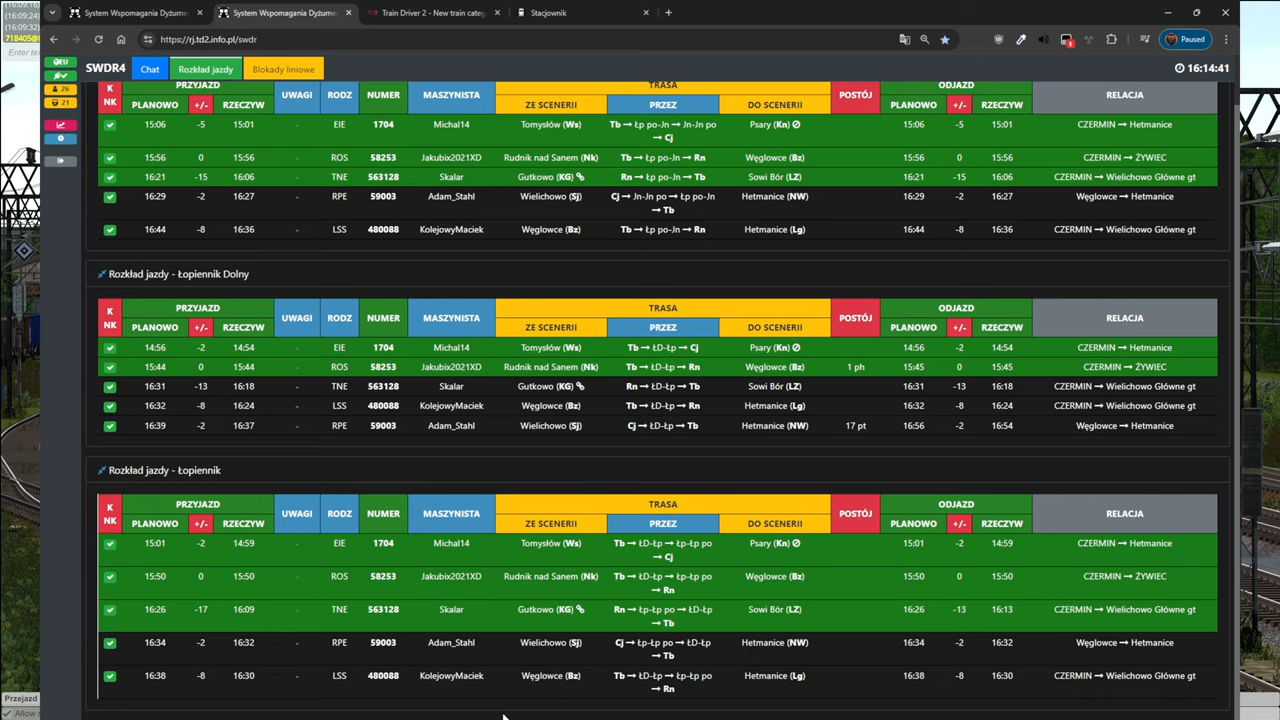 (16:09:32)
718405@
Enter te
System Wspomagania Dyżurne
System Wspomagania Dyżurne
Train Driver 2 - New train categ
Stacjownik
https://rj.td2.info.pl/swdr
Paused
EU
26
21
SWDR4 Chat Rozkład jazdy Blokady liniowe 16:14:41
K NK PRZYJAZD UWAGI RODZ NUMER MASZYNISTA TRASA POSTÓJ ODJAZD RELACJA
PLANOWO +/- RZECZYW ZE SCENERII PRZEZ DO SCENERII PLANOWO +/- RZECZYW
15:06 -5 15:01 - EIE 1704 Michal14 Tomysłów (Ws) Tb → Łp po-Jn → Jn-Jn po → Cj Psary (Kn) 15:06 -5 15:01 CZERMIN → Hetmanice
15:56 0 15:56 - ROS 58253 Jakubix2021XD Rudnik nad Sanem (Nk) Tb → Łp po-Jn → Rn Węglowce (Bz) 15:56 0 15:56 CZERMIN → ŻYWIEC
16:21 -15 16:06 - TNE 563128 Skalar Gutkowo (KG) Rn → Łp po-Jn → Tb Sowi Bór (LZ) 16:21 -15 16:06 CZERMIN → Wielichowo Główne gt
16:29 -2 16:27 - RPE 59003 Adam_Stahl Wielichowo (Sj) Cj → Jn-Jn po → Łp po-Jn → Tb Hetmanice (NW) 16:29 -2 16:27 Węglowce → Hetmanice
16:44 -8 16:36 - LSS 480088 KolejowyMaciek Węglowce (Bz) Tb → Łp po-Jn → Rn Hetmanice (Lg) 16:44 -8 16:36 CZERMIN → Wielichowo Główne gt
Rozkład jazdy - Łopiennik Dolny
K NK PRZYJAZD UWAGI RODZ NUMER MASZYNISTA TRASA POSTÓJ ODJAZD RELACJA
PLANOWO +/- RZECZYW ZE SCENERII PRZEZ DO SCENERII PLANOWO +/- RZECZYW
14:56 -2 14:54 - EIE 1704 Michal14 Tomysłów (Ws) Tb → ŁD-Łp → Cj Psary (Kn) 14:56 -2 14:54 CZERMIN → Hetmanice
15:44 0 15:44 - ROS 58253 Jakubix2021XD Rudnik nad Sanem (Nk) Tb → ŁD-Łp → Rn Węglowce (Bz) 1 ph 15:45 0 15:45 CZERMIN → ŻYWIEC
16:31 -13 16:18 - TNE 563128 Skalar Gutkowo (KG) Rn → ŁD-Łp → Tb Sowi Bór (LZ) 16:31 -13 16:18 CZERMIN → Wielichowo Główne gt
16:32 -8 16:24 - LSS 480088 KolejowyMaciek Węglowce (Bz) Tb → ŁD-Łp → Rn Hetmanice (Lg) 16:32 -8 16:24 CZERMIN → Wielichowo Główne gt
16:39 -2 16:37 - RPE 59003 Adam_Stahl Wielichowo (Sj) Cj → ŁD-Łp → Tb Hetmanice (NW) 17 pt 16:56 -2 16:54 Węglowce → Hetmanice
Rozkład jazdy - Łopiennik
K NK PRZYJAZD UWAGI RODZ NUMER MASZYNISTA TRASA POSTÓJ ODJAZD RELACJA
PLANOWO +/- RZECZYW ZE SCENERII PRZEZ DO SCENERII PLANOWO +/- RZECZYW
15:01 -2 14:59 - EIE 1704 Michal14 Tomysłów (Ws) Tb → ŁD-Łp → Łp-Łp po → Cj Psary (Kn) 15:01 -2 14:59 CZERMIN → Hetmanice
15:50 0 15:50 - ROS 58253 Jakubix2021XD Rudnik nad Sanem (Nk) Tb → ŁD-Łp → Łp-Łp po → Rn Węglowce (Bz) 15:50 0 15:50 CZERMIN → ŻYWIEC
16:26 -17 16:09 - TNE 563128 Skalar Gutkowo (KG) Rn → Łp-Łp po → ŁD-Łp → Tb Sowi Bór (LZ) 16:26 -13 16:13 CZERMIN → Wielichowo Główne gt
16:34 -2 16:32 - RPE 59003 Adam_Stahl Wielichowo (Sj) Cj → Łp-Łp po → ŁD-Łp → Tb Hetmanice (NW) 16:34 -2 16:32 Węglowce → Hetmanice
16:38 -8 16:30 - LSS 480088 KolejowyMaciek Węglowce (Bz) Tb → ŁD-Łp → Łp-Łp po → Rn Hetmanice (Lg) 16:38 -8 16:30 CZERMIN → Wielichowo Główne gt
Przejazd
Allow